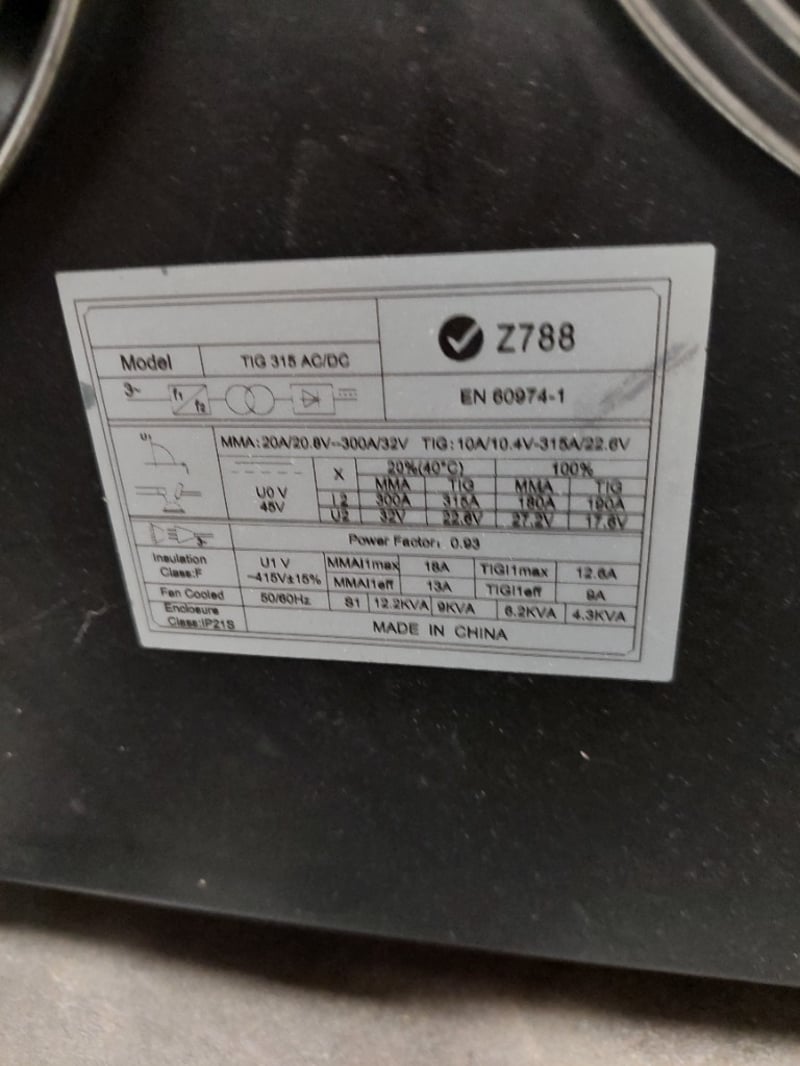 Z788
Model TIG 315 AC/DC
3~ f1 f2 EN 60974-1
MMA:20A/20.8V--300A/32V TIG:10A/10.4V-315A/22.6V
X 20%(40°C) 100%
U0 V MMA TIG MMA TIG
45V I2 300A 315A 180A 190A
U2 32V 22.6V 27.2V 17.6V
3~ Power Factor: 0.93
Insulation Class:F U1 V MMAI1max 18A TIGI1max 12.6A
~415V±15% MMAI1eff 13A TIGI1eff 9A
Fan Cooled 50/60Hz S1 12.2KVA 9KVA 6.2KVA 4.3KVA
Enclosure
Class:IP21S MADE IN CHINA